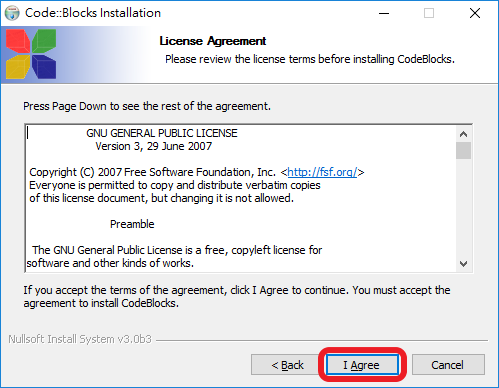 Code::Blocks Installation
License Agreement
Please review the license terms before installing CodeBlocks.
Press Page Down to see the rest of the agreement.
GNU GENERAL PUBLIC LICENSE
Version 3, 29 June 2007
Copyright (C) 2007 Free Software Foundation, Inc. <http://fsf.org/>
Everyone is permitted to copy and distribute verbatim copies
of this license document, but changing it is not allowed.
Preamble
The GNU General Public License is a free, copyleft license for
software and other kinds of works.
If you accept the terms of the agreement, click I Agree to continue. You must accept the
agreement to install CodeBlocks.
Nullsoft Install System v3.0b3
< Back
I Agree
Cancel